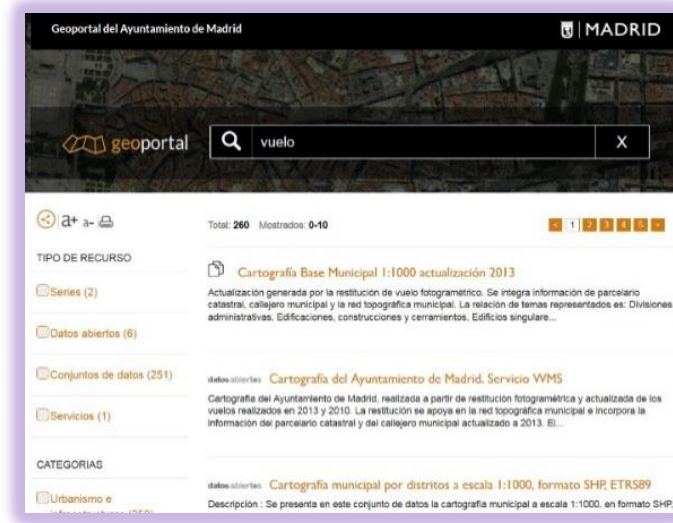 Geoportal del Ayuntamiento de Madrid
MADRID
geoportal
vuelo
X
a+ a-
Total: 260 Mostrados: 0-10
< 1 2 3 4 5 >
TIPO DE RECURSO
Series (2)
Datos abiertos (6)
Conjuntos de datos (251)
Servicios (1)
CATEGORIAS
Urbanismo e
Cartografía Base Municipal 1:1000 actualización 2013
Actualización generada por la restitución de vuelo fotogramétrico. Se integra información de parcelario
catastral, callejero municipal y la red topográfica municipal. La relación de temas representados es: Divisiones
administrativas, Edificaciones, construcciones y cerramientos, Edificios singulare...
datos abiertos Cartografía del Ayuntamiento de Madrid. Servicio WMS
Cartografía del Ayuntamiento de Madrid, realizada a partir de restitución fotogramétrica y actualizada de los
vuelos realizados en 2013 y 2010. La restitución se apoya en la red topográfica municipal e incorpora la
información del parcelario catastral y del callejero municipal actualizado a 2013. El...
datos abiertos Cartografía municipal por distritos a escala 1:1000, formato SHP, ETRS89
Descripción : Se presenta en este conjunto de datos la cartografía municipal a escala 1:1000, en formato SHP,